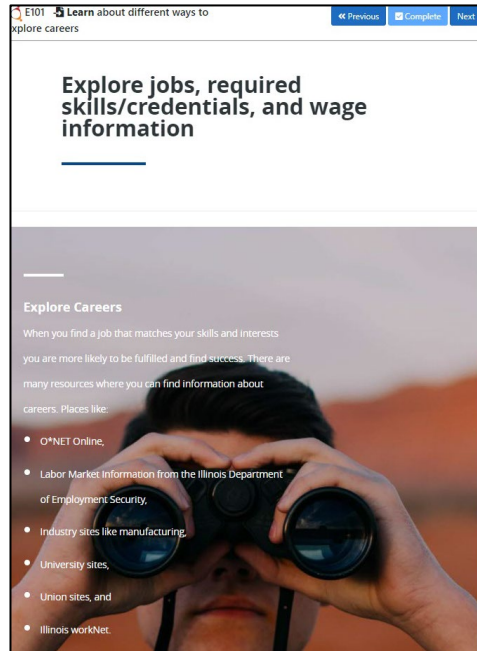 E101 Learn about different ways to
xplore careers
Previous
Complete
Next
Explore jobs, required
skills/credentials, and wage
information
Explore Careers
When you find a job that matches your skills and interests
you are more likely to be fulfilled and find success. There are
many resources where you can find information about
careers. Places like:
O*NET Online,
Labor Market Information from the Illinois Department
of Employment Security,
Industry sites like manufacturing,
University sites,
Union sites, and
Illinois workNet.